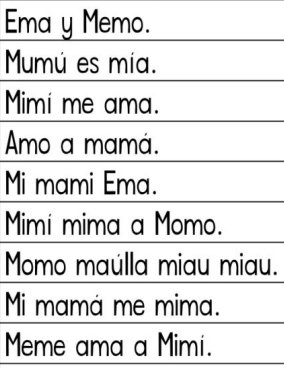 Ema y Memo.
Mumú es mía.
Mimí me ama.
Amo a mamá.
Mi mami Ema.
Mimí mima a Momo.
Momo maúlla miau miau.
Mi mamá me mima.
Meme ama a Mimí.